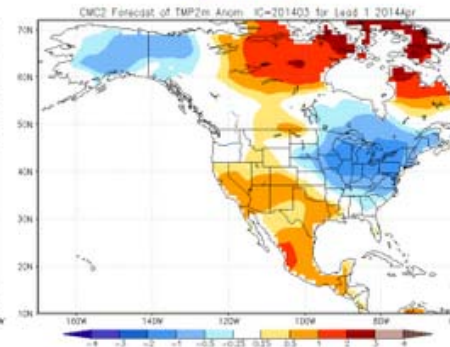 CMC2 Forecast of TMP2m Anom IC=201403 for Lead 1 2014Apr
70N
60N
50N
40N
30N
20N
10N
160W 140W 120W 100W 80W
-4 -3 -2 -1 -0.5 -0.25 0.25 0.5 1 2 3 4